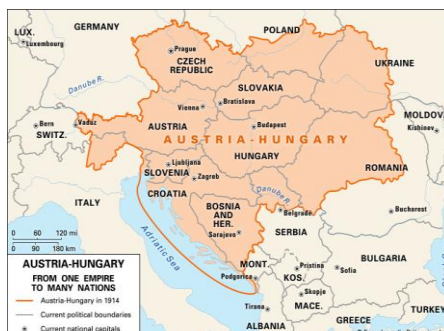 LUX.
Luxembourg
GERMANY
POLAND
Prague
CZECH
REPUBLIC
UKRAINE
Danube R.
SLOVAKIA
Vienna
Bratislava
MOLDOV
Kishinev
Bern
SWITZ.
Vaduz
AUSTRIA
Budapest
AUSTRIA-HUNGARY
HUNGARY
Ljubljana
SLOVENIA
Zagreb
ROMANIA
CROATIA
ITALY
Danube R.
BOSNIA
AND
HER.
Sarajevo
Belgrade
Bucharest
SERBIA
Adriatic Sea
0 60 120 mi
0 90 180 km
MONT.
Podgorica
KOS.
Pristina
Sofia
BULGARIA
Skopje
MACE.
Tirana
ALBANIA
GREECE
TURKEY
AUSTRIA-HUNGARY
FROM ONE EMPIRE
TO MANY NATIONS
Austria-Hungary in 1914
Current political boundaries
Current national capitals